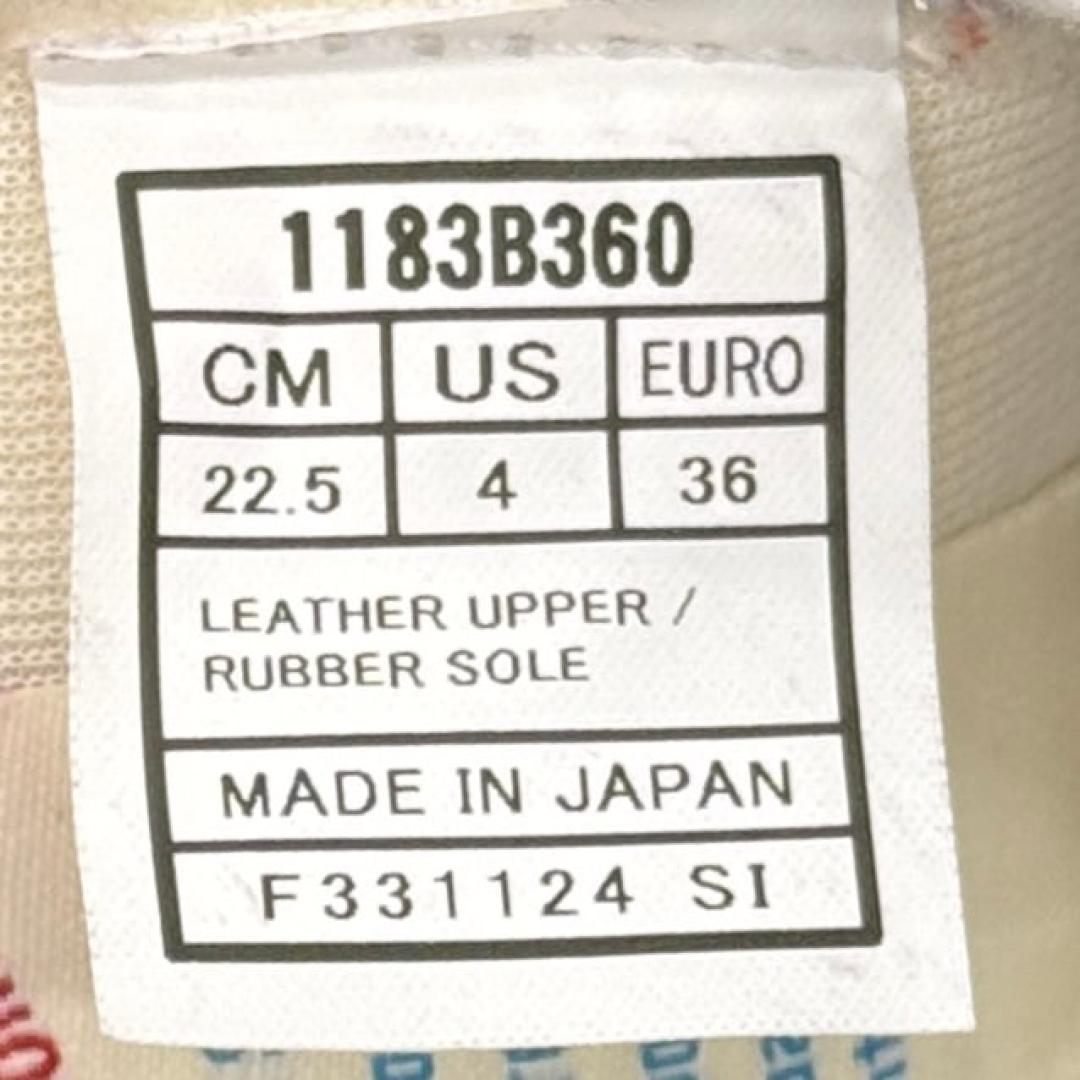 1183B360
CM US EURO
22.5 4 36
LEATHER UPPER /
RUBBER SOLE
MADE IN JAPAN
F331124 SI